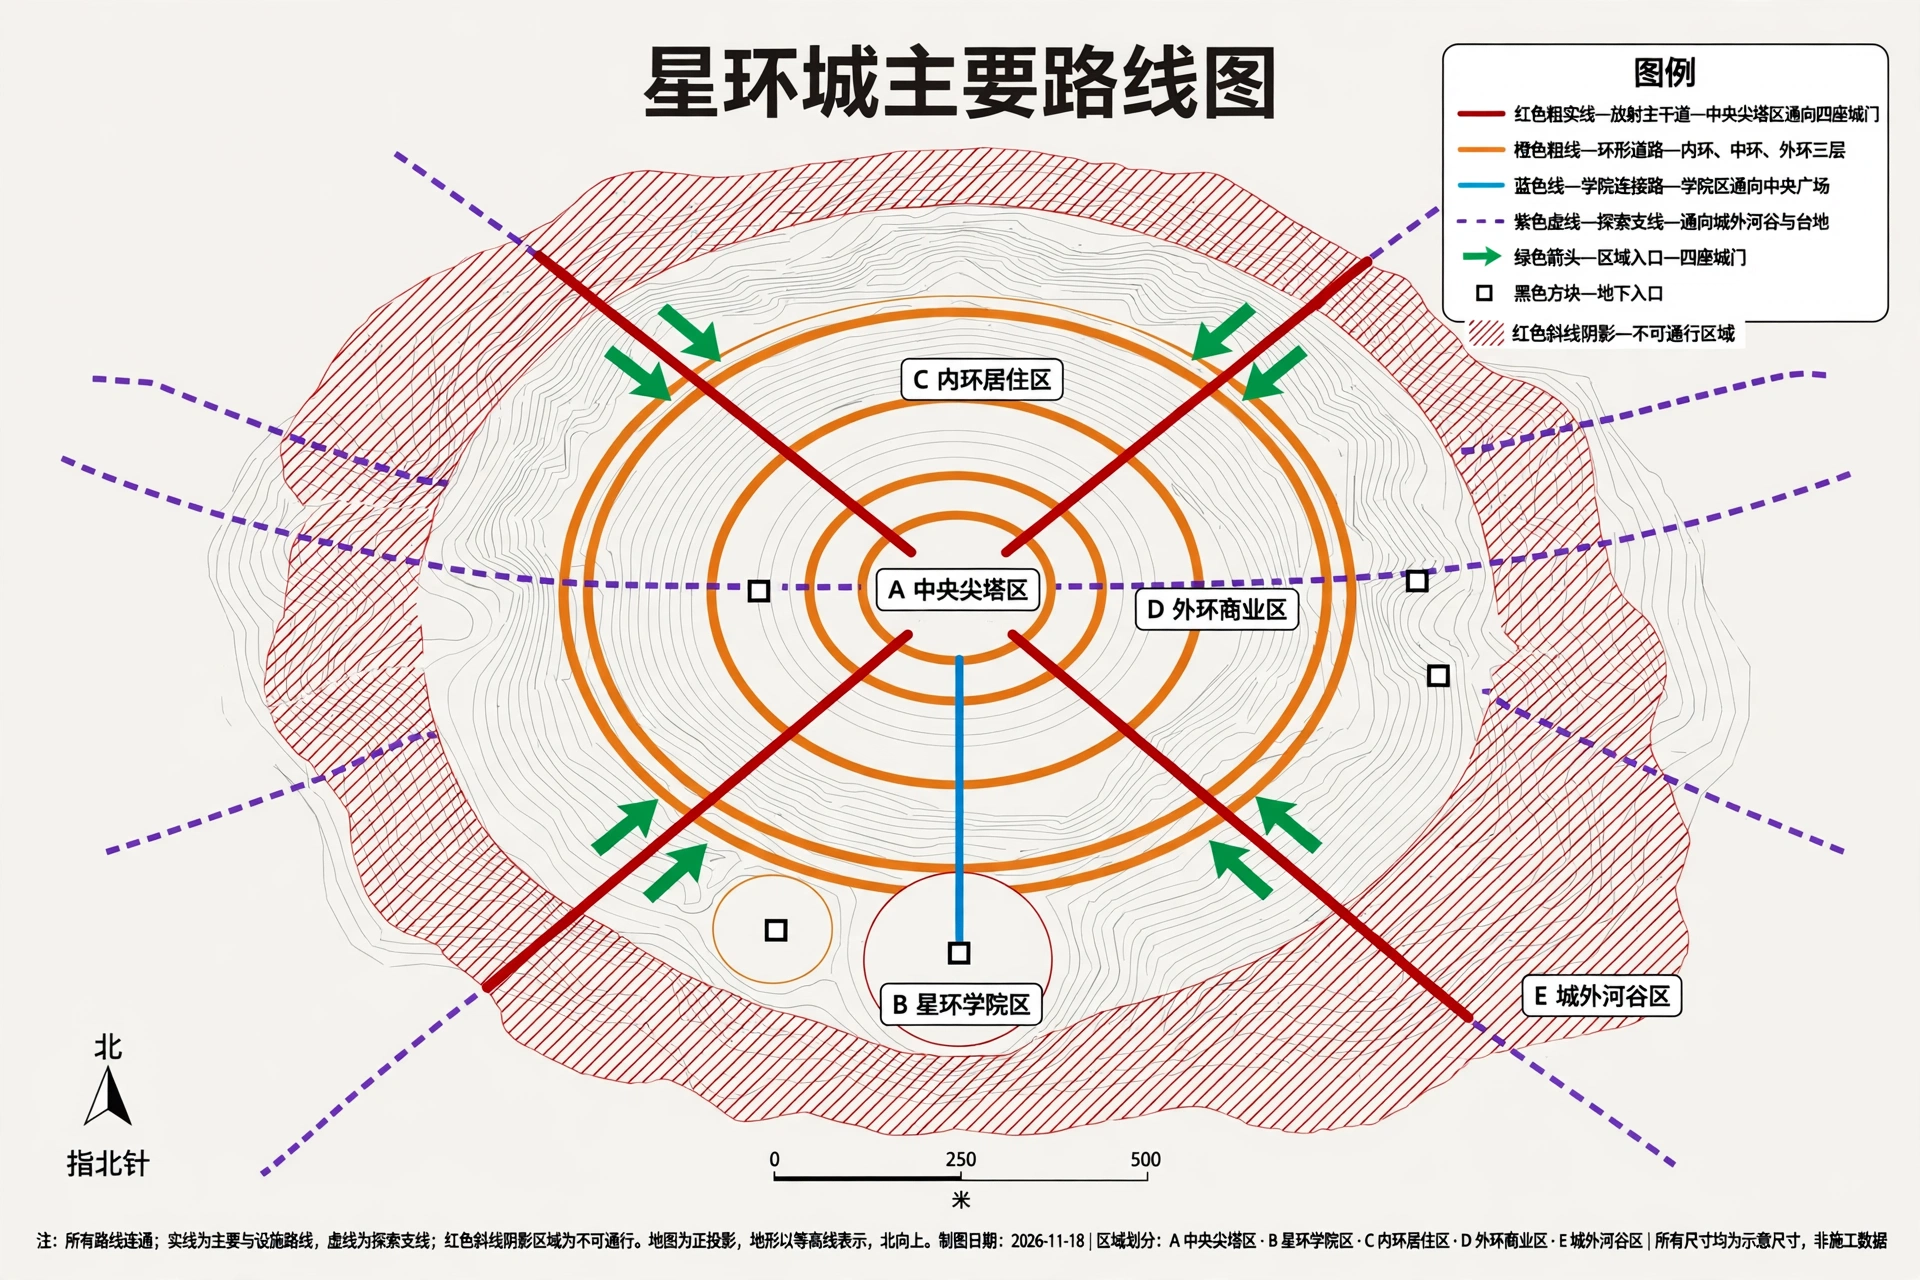 星环城主要路线图
图例
红色粗实线—放射主干道—中央尖塔区通向四座城门
橙色粗线—环形道路—内环、中环、外环三层
蓝色线—学院连接路—学院区通向中央广场
紫色虚线—探索支线—通向城外河谷与台地
绿色箭头—区域入口—四座城门
黑色方块—地下入口
红色斜线阴影—不可通行区域
C 内环居住区
A 中央尖塔区
D 外环商业区
B 星环学院区
E 城外河谷区
北
指北针
0 250 500
米
注：所有路线连通；实线为主要与设施路线，虚线为探索支线；红色斜线阴影区域为不可通行。地图为正投影，地形以等高线表示，北向上。制图日期：2026-11-18 | 区域划分：A 中央尖塔区 · B 星环学院区 · C 内环居住区 · D 外环商业区 · E 城外河谷区 | 所有尺寸均为示意尺寸，非施工数据